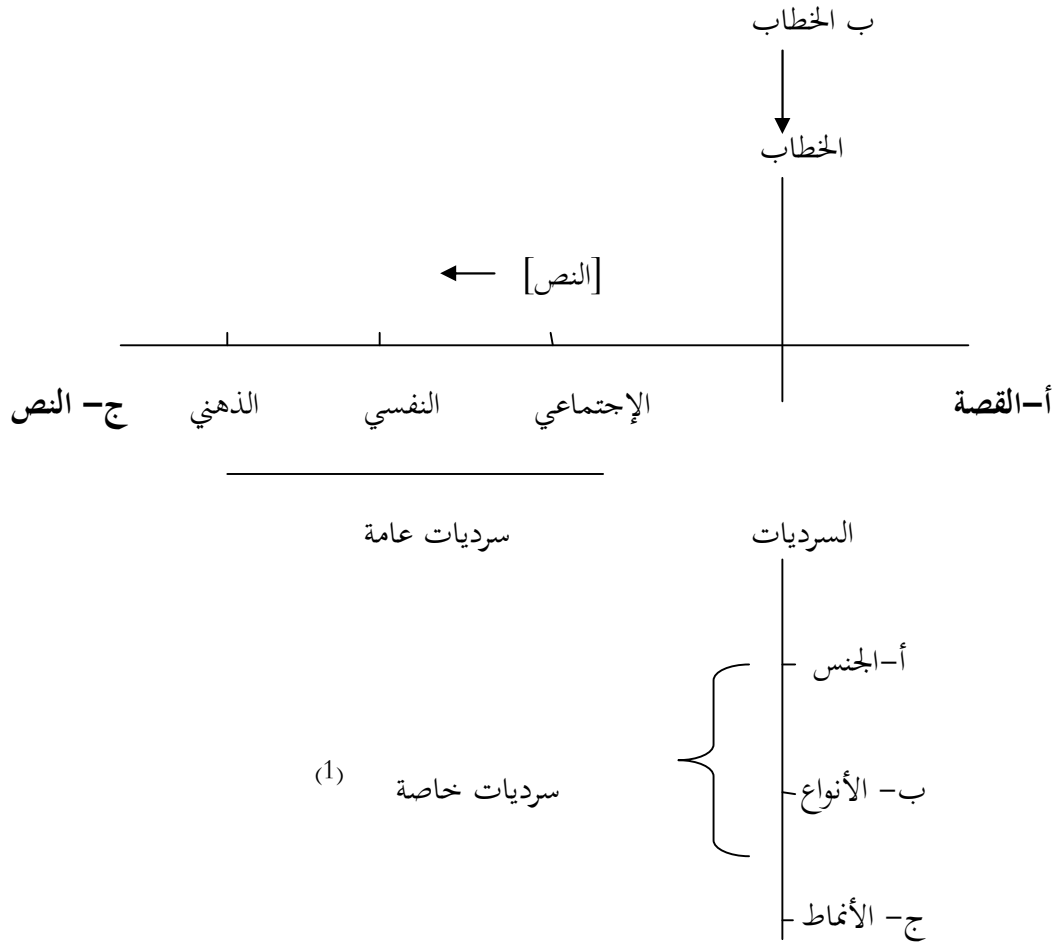 ب الخطاب
الخطاب
[النص]
أ–القصة الإجتماعي النفسي الذهني ج– النص
السرديات سرديات عامة
أ–الجنس
ب– الأنواع سرديات خاصة (1)
ج– الأنماط